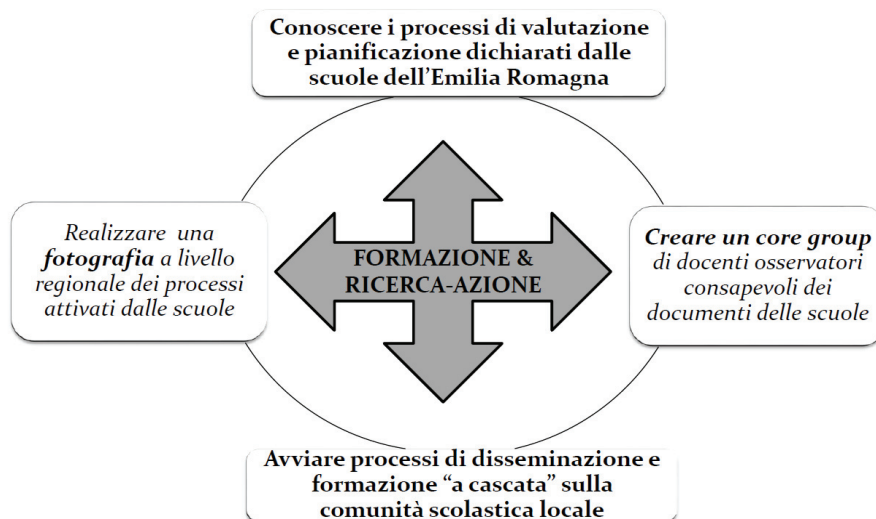 Conoscere i processi di valutazione
e pianificazione dichiarati dalle
scuole dell'Emilia Romagna
Realizzare una
fotografia a livello
regionale dei processi
attivati dalle scuole
FORMAZIONE &
RICERCA-AZIONE
Creare un core group
di docenti osservatori
consapevoli dei
documenti delle scuole
Avviare processi di disseminazione e
formazione “a cascata” sulla
comunità scolastica locale